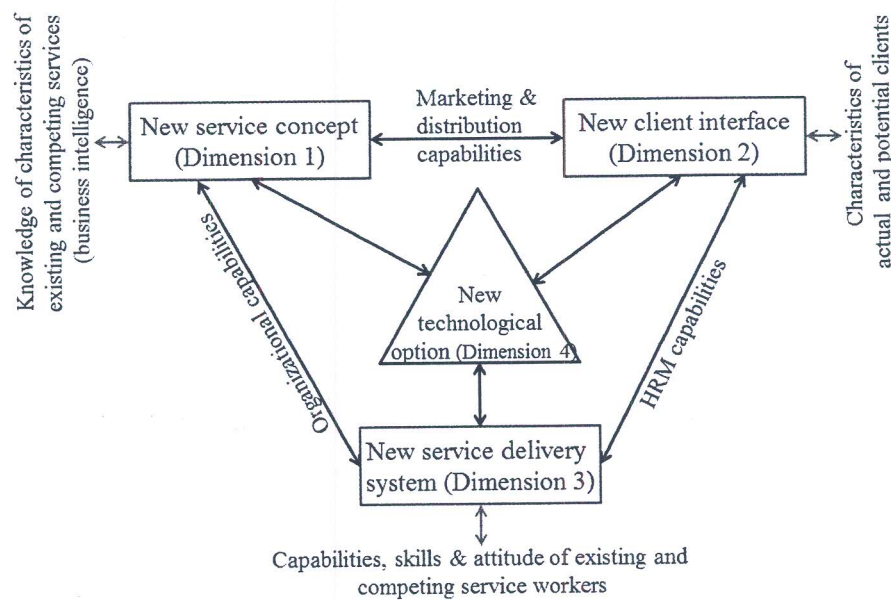 Knowledge of characteristics of
existing and competing services
(business intelligence)
New service concept
(Dimension 1)
Marketing &
distribution
capabilities
New client interface
(Dimension 2)
Characteristics of
actual and potential clients
Organizational capabilities
New
technological
option (Dimension 4)
HRM capabilities
New service delivery
system (Dimension 3)
Capabilities, skills & attitude of existing and
competing service workers